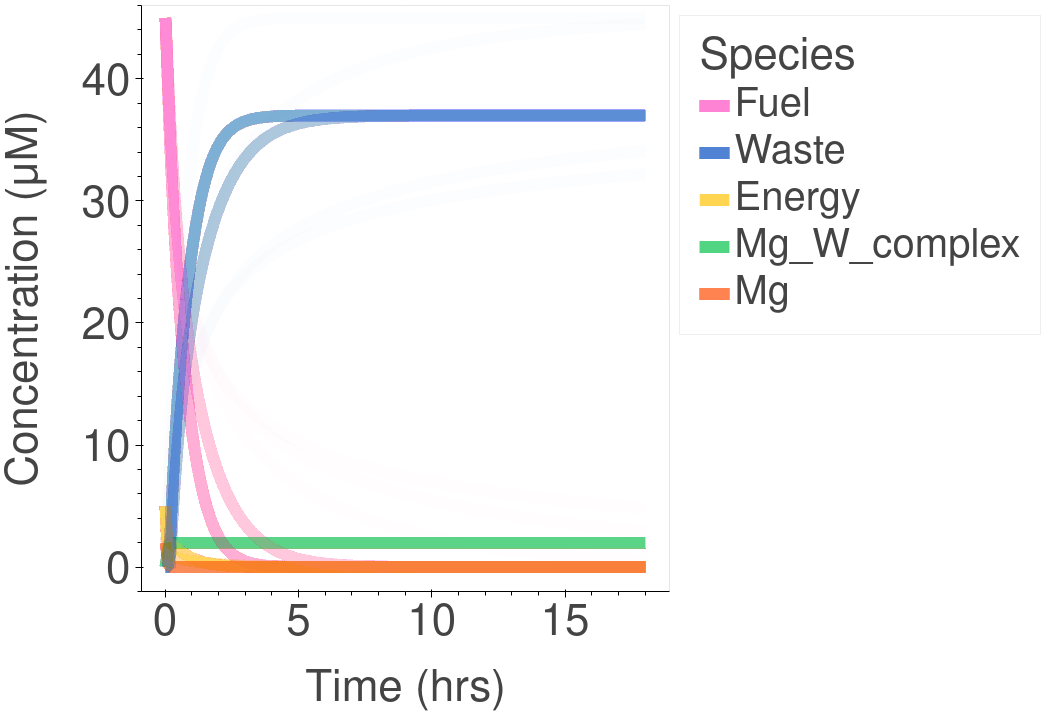 Concentration (μM)
40
30
20
10
0
0 5 10 15
Time (hrs)
Species
Fuel
Waste
Energy
Mg_W_complex
Mg